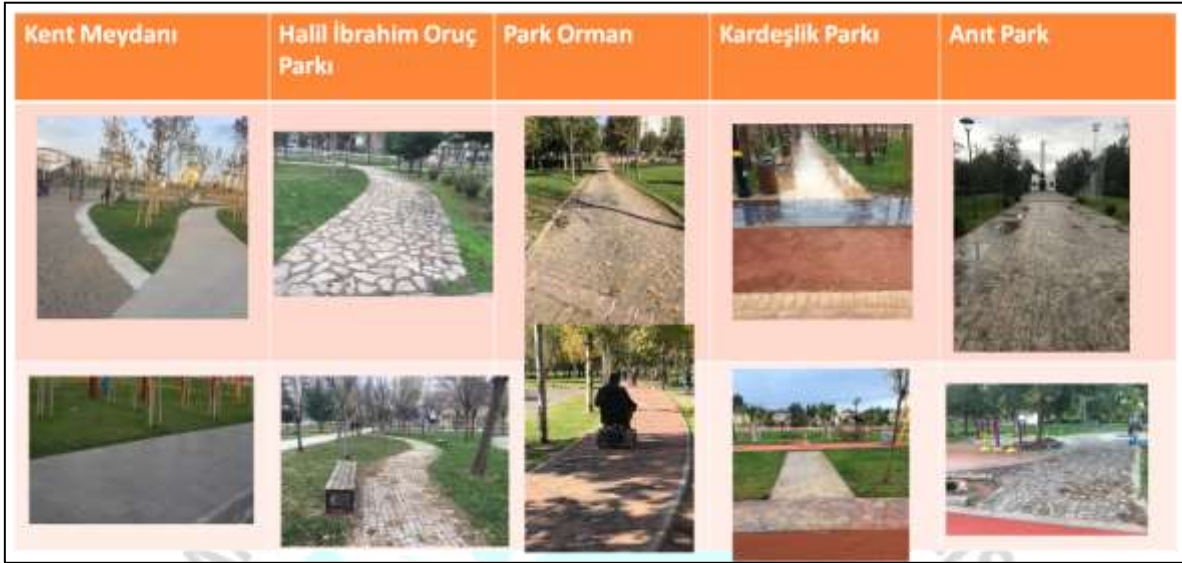 Kent Meydanı
Halil İbrahim Oruç
Parkı
Park Orman
Kardeşlik Parkı
Anıt Park